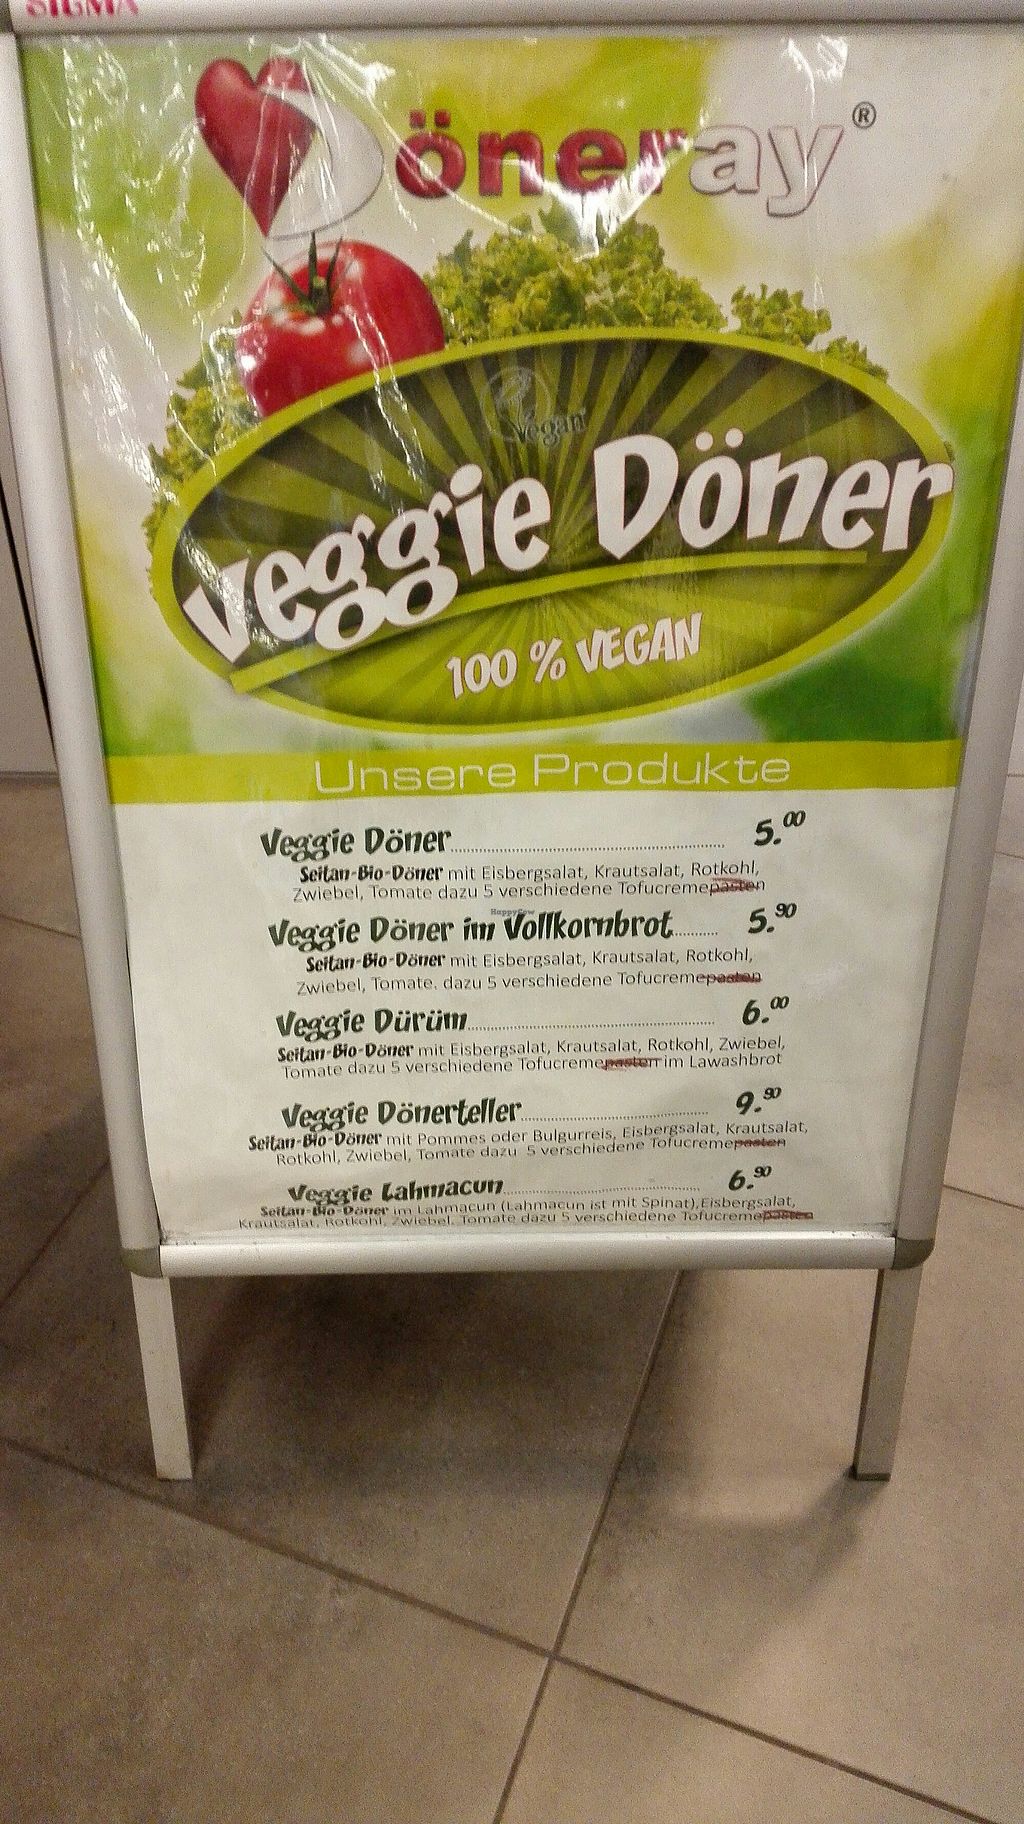 SIGMA
Döneray®
Vegan
Veggie Döner
100 % VEGAN
Unsere Produkte
Veggie Döner 5.00
Seitan-Bio-Döner mit Eisbergsalat, Krautsalat, Rotkohl,
Zwiebel, Tomate dazu 5 verschiedene Tofucremepasten
HappyCow
Veggie Döner im Vollkornbrot 5.90
Seitan-Bio-Döner mit Eisbergsalat, Krautsalat, Rotkohl,
Zwiebel, Tomate. dazu 5 verschiedene Tofucremepasten
Veggie Dürüm 6.00
Seitan-Bio-Döner mit Eisbergsalat, Krautsalat, Rotkohl, Zwiebel,
Tomate dazu 5 verschiedene Tofucremepasten im Lawashbrot
Veggie Dönerteller 9.90
Seitan-Bio-Döner mit Pommes oder Bulgurreis, Eisbergsalat, Krautsalat,
Rotkohl, Zwiebel, Tomate dazu 5 verschiedene Tofucremepasten
Veggie Lahmacun 6.90
Seitan-Bio-Döner im Lahmacun (Lahmacun ist mit Spinat),Eisbergsalat,
Krautsalat, Rotkohl, Zwiebel, Tomate dazu 5 verschiedene Tofucremepasten